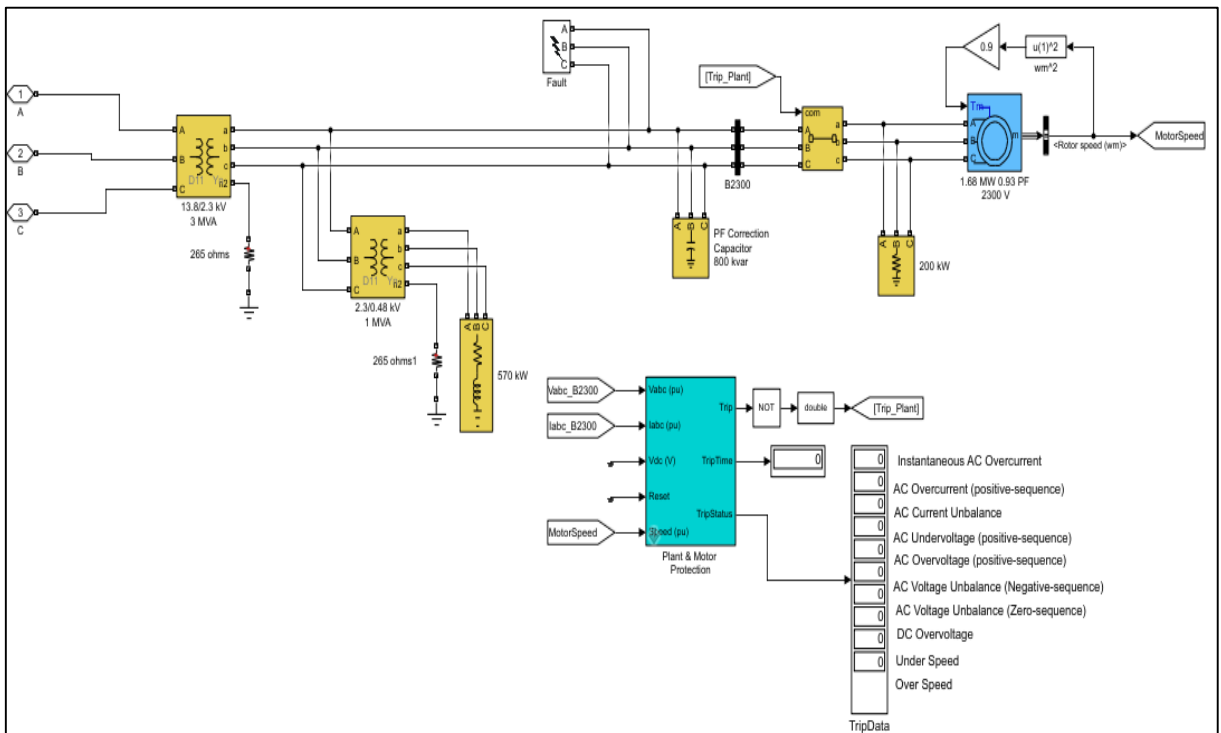 A
B
C
Fault
[Trip_Plant]
0.9
u(1)^2
wm^2
1
A
2
B
3
C
A
B
C
a
b
c
n2
D11
13.8/2.3 kV
3 MVA
265 ohms
A
B
C
a
b
c
n2
D11
2.3/0.48 kV
1 MVA
265 ohms1
A
B
C
570 kW
A
B
C
PF Correction
Capacitor
800 kvar
B2300
com
A
B
C
a
b
c
A
B
C
200 kW
Tm
A
B
C
m
1.68 MW 0.93 PF
2300 V
<Rotor speed (wm)>
MotorSpeed
Vabc_B2300
Iabc_B2300
MotorSpeed
Vabc (pu)
Iabc (pu)
Vdc (V)
Reset
Speed (pu)
Trip
TripTime
TripStatus
Plant & Motor
Protection
NOT
double
[Trip_Plant]
0
0
0
0
0
0
0
0
0
0
0
Instantaneous AC Overcurrent
AC Overcurrent (positive-sequence)
AC Current Unbalance
AC Undervoltage (positive-sequence)
AC Overvoltage (positive-sequence)
AC Voltage Unbalance (Negative-sequence)
AC Voltage Unbalance (Zero-sequence)
DC Overvoltage
Under Speed
Over Speed
TripData